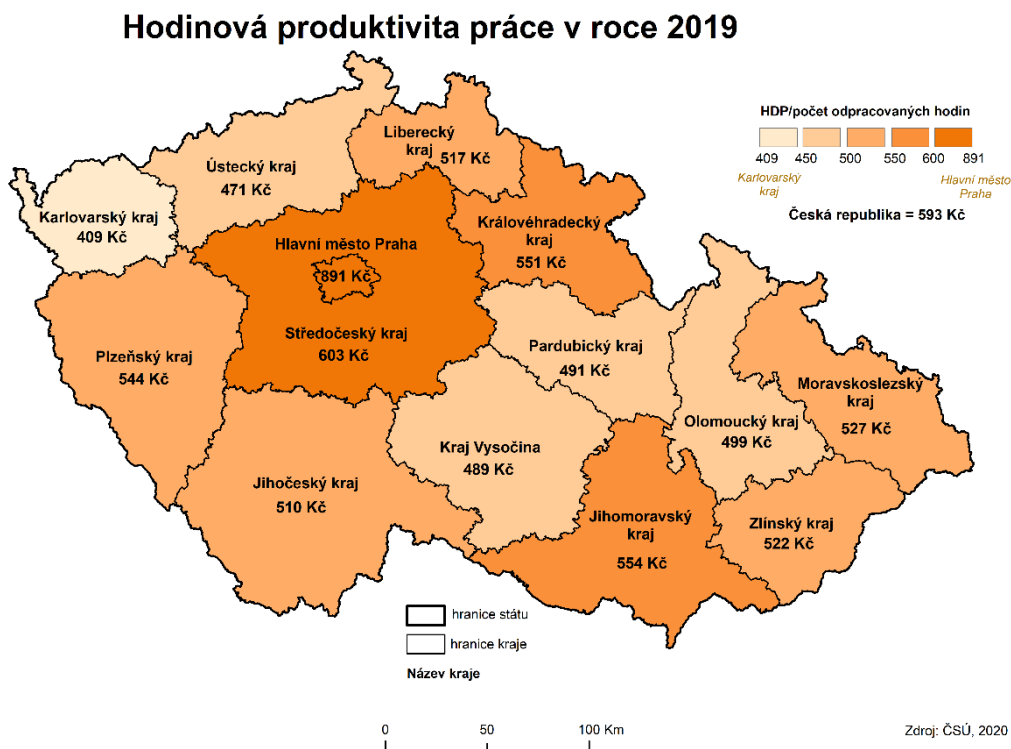 Hodinová produktivita práce v roce 2019
HDP/počet odpracovaných hodin
409 450 500 550 600 891
Karlovarský
kraj
Hlavní město
Praha
Česká republika = 593 Kč
Liberecký
kraj
517 Kč
Ústecký kraj
471 Kč
Karlovarský kraj
409 Kč
Královéhradecký
kraj
551 Kč
Hlavní město Praha
891 Kč
Středočeský kraj
603 Kč
Plzeňský kraj
544 Kč
Pardubický kraj
491 Kč
Moravskoslezský
kraj
527 Kč
Olomoucký kraj
499 Kč
Kraj Vysočina
489 Kč
Jihočeský kraj
510 Kč
Jihomoravský
kraj
554 Kč
Zlínský kraj
522 Kč
hranice státu
hranice kraje
Název kraje
0 50 100 Km
Zdroj: ČSÚ, 2020